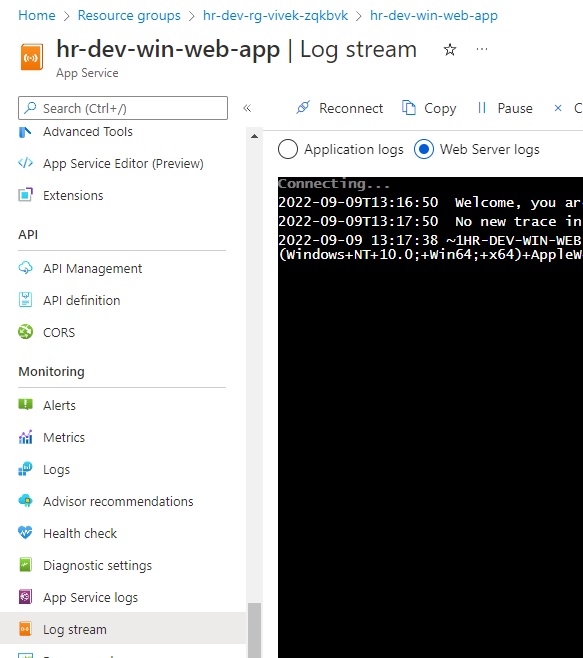 Home > Resource groups > hr-dev-rg-vivek-zqkbvk > hr-dev-win-web-app
hr-dev-win-web-app | Log stream
App Service
Search (Ctrl+/)
Advanced Tools
App Service Editor (Preview)
Extensions
API
API Management
API definition
CORS
Monitoring
Alerts
Metrics
Logs
Advisor recommendations
Health check
Diagnostic settings
App Service logs
Log stream
Reconnect Copy Pause C
Application logs Web Server logs
Connecting...
2022-09-09T13:16:50 Welcome, you ar
2022-09-09T13:17:50 No new trace in
2022-09-09 13:17:38 ~1HR-DEV-WIN-WEB
(Windows+NT+10.0;+Win64;+x64)+AppleW